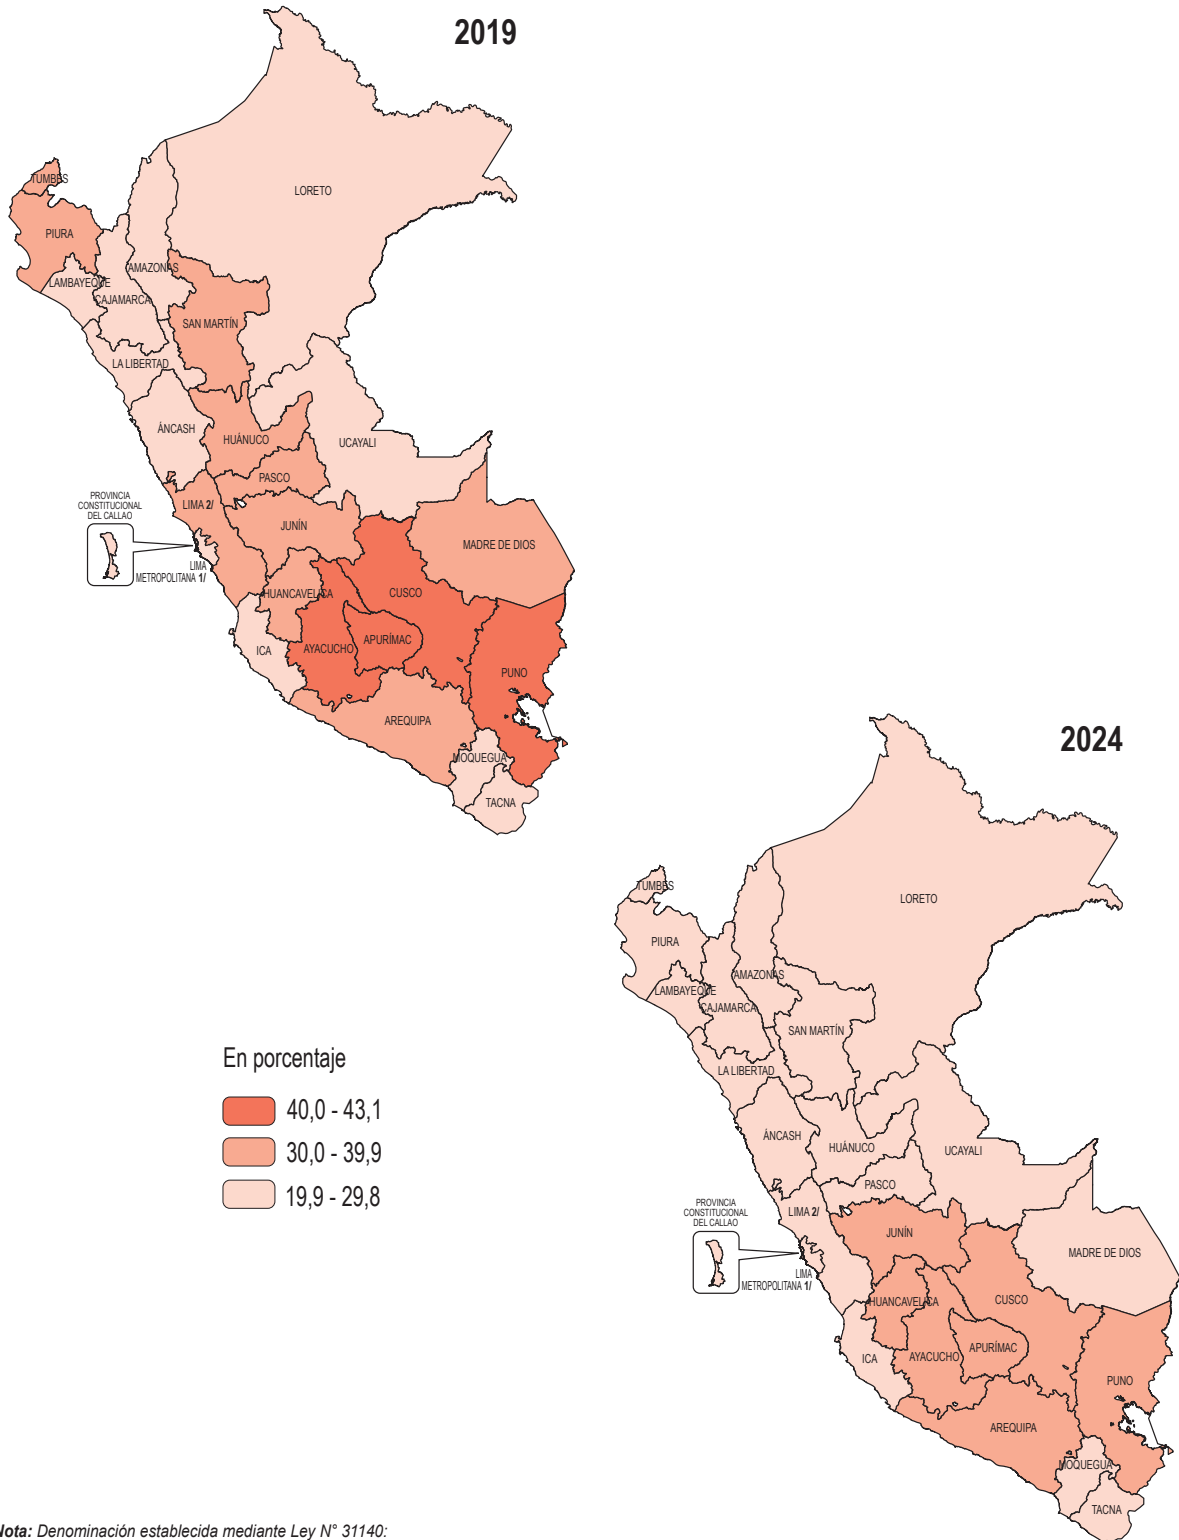 2019
LORETO
TUMBES
PIURA
AMAZONAS
LAMBAYEQUE
CAJAMARCA
SAN MARTÍN
LA LIBERTAD
ÁNCASH
HUÁNUCO
UCAYALI
PASCO
PROVINCIA
CONSTITUCIONAL
DEL CALLAO
LIMA 2/
JUNÍN
MADRE DE DIOS
LIMA
METROPOLITANA 1/
HUANCAVELICA
CUSCO
ICA
AYACUCHO
APURÍMAC
PUNO
AREQUIPA
MOQUEGUA
TACNA
2024
LORETO
TUMBES
PIURA
AMAZONAS
LAMBAYEQUE
CAJAMARCA
SAN MARTÍN
LA LIBERTAD
ÁNCASH
HUÁNUCO
UCAYALI
PASCO
PROVINCIA
CONSTITUCIONAL
DEL CALLAO
LIMA 2/
JUNÍN
MADRE DE DIOS
LIMA
METROPOLITANA 1/
HUANCAVELICA
CUSCO
ICA
AYACUCHO
APURÍMAC
PUNO
AREQUIPA
MOQUEGUA
TACNA
En porcentaje
40,0 - 43,1
30,0 - 39,9
19,9 - 29,8
Nota: Denominación establecida mediante Ley N° 31140: